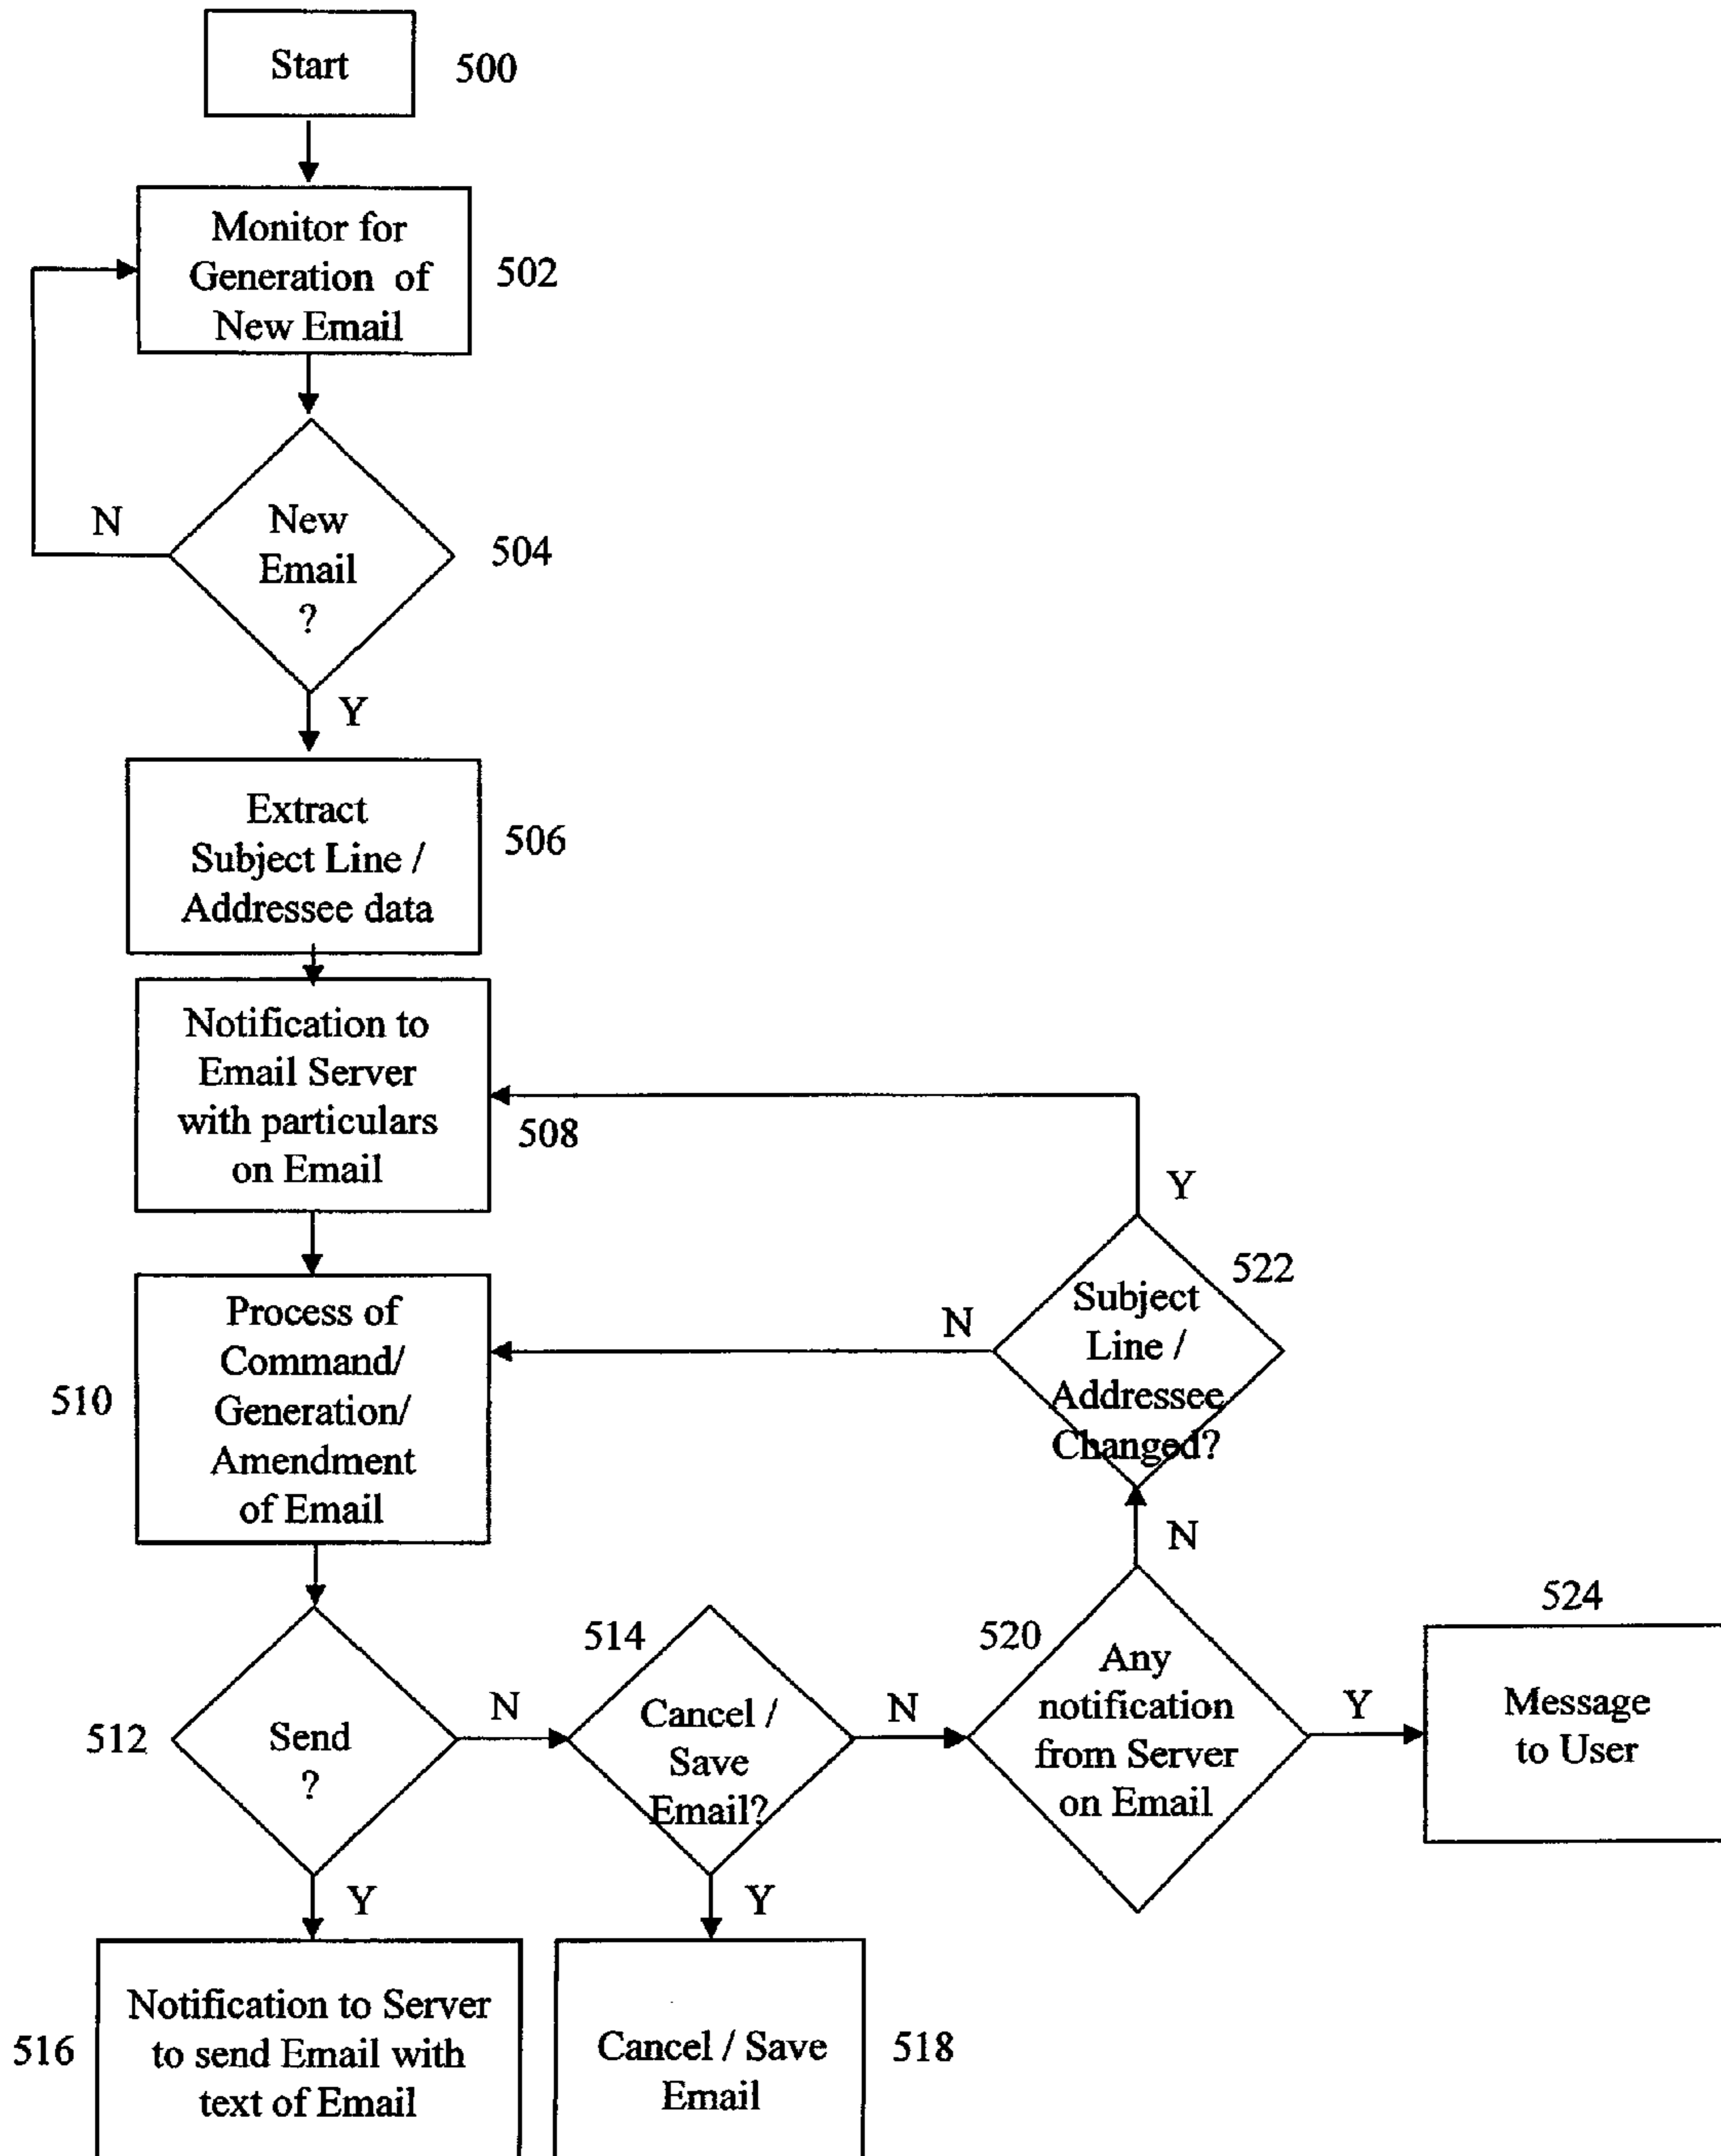 Start
500
Monitor for
Generation of
New Email
502
N
New
Email
?
504
Y
Extract
Subject Line /
Addressee data
506
Notification to
Email Server
with particulars
on Email
508
Y
522
Subject
Line /
Addressee
Changed?
N
Process of
Command/
Generation/
Amendment
of Email
510
N
524
512
Send
?
N
514
Cancel /
Save
Email?
N
520
Any
notification
from Server
on Email
Y
Message
to User
Y
Y
516
Notification to Server
to send Email with
text of Email
Cancel / Save
Email
518